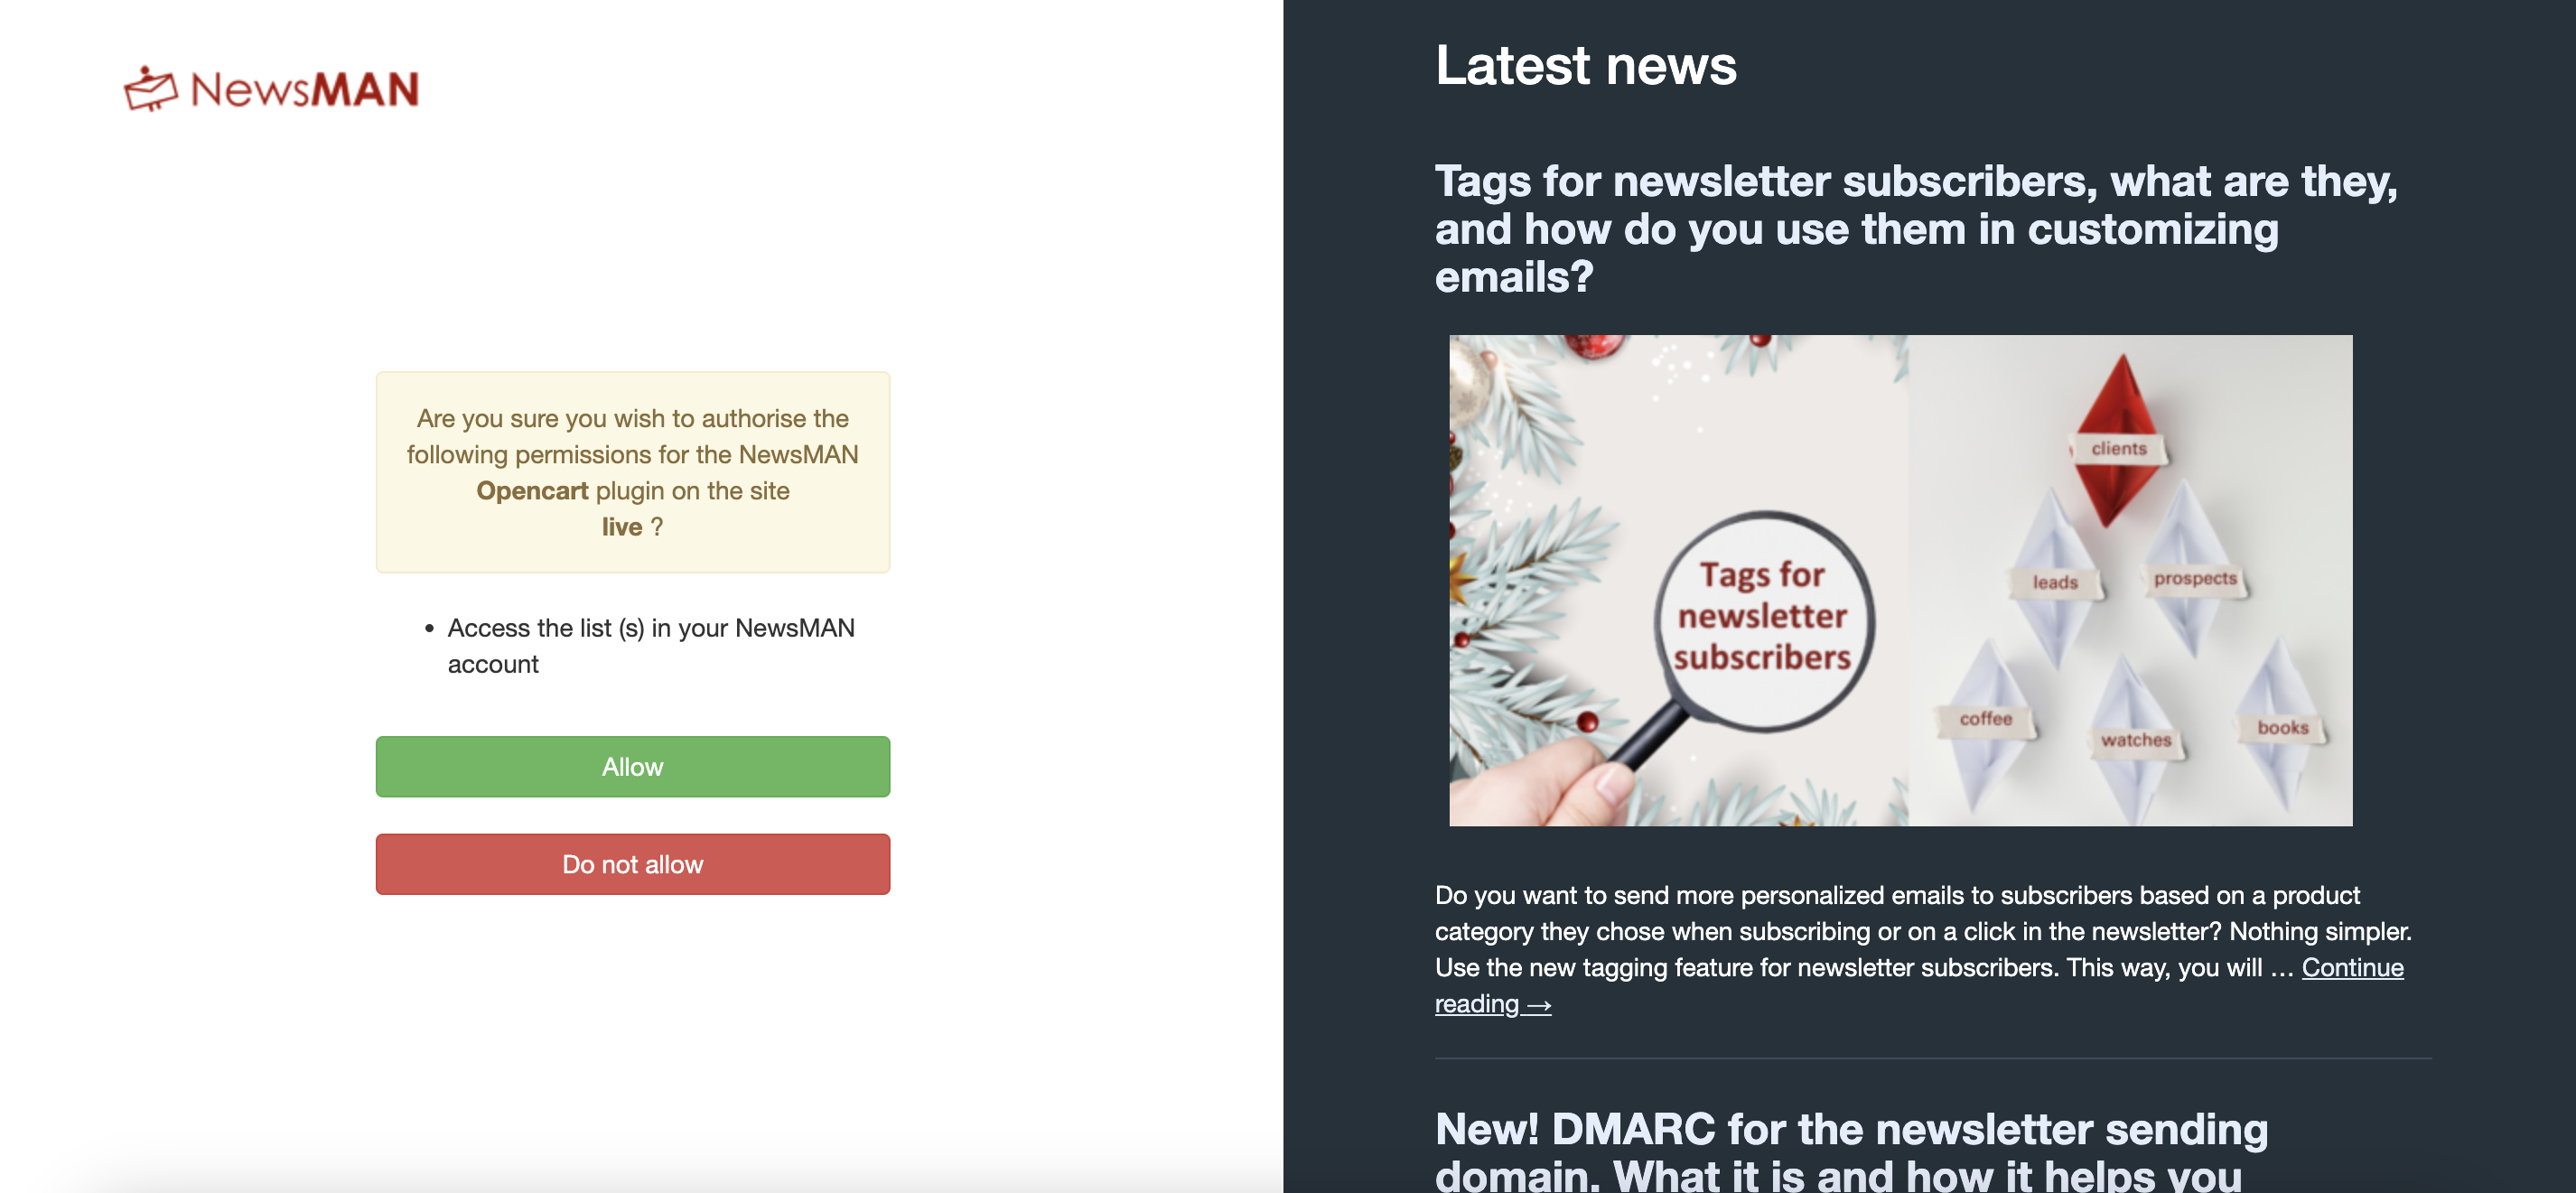 NewsMAN
Are you sure you wish to authorise the
following permissions for the NewsMAN
Opencart plugin on the site
live ?
• Access the list (s) in your NewsMAN
account
Allow
Do not allow
Latest news
Tags for newsletter subscribers, what are they,
and how do you use them in customizing
emails?
Tags for
newsletter
subscribers
clients
leads
prospects
coffee
watches
books
Do you want to send more personalized emails to subscribers based on a product
category they chose when subscribing or on a click in the newsletter? Nothing simpler.
Use the new tagging feature for newsletter subscribers. This way, you will … Continue
reading →
New! DMARC for the newsletter sending
domain. What it is and how it helps you